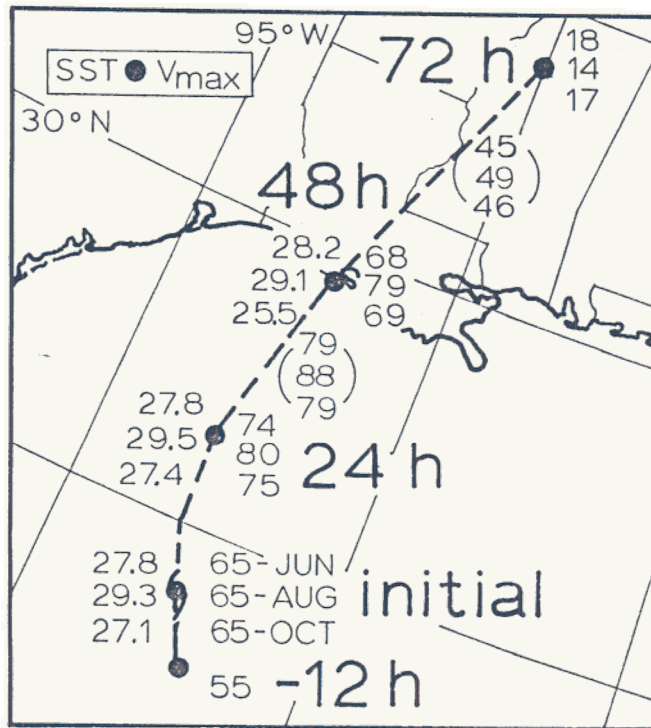 95° W
72 h
18
14
17
SST ● Vmax
30° N
45
49
46
48h
28.2 68
29.1 79
25.5 69
79
88
79
27.8 74
29.5 80
27.4 75
24 h
27.8 65-JUN
29.3 65-AUG
27.1 65-OCT
initial
55 -12 h